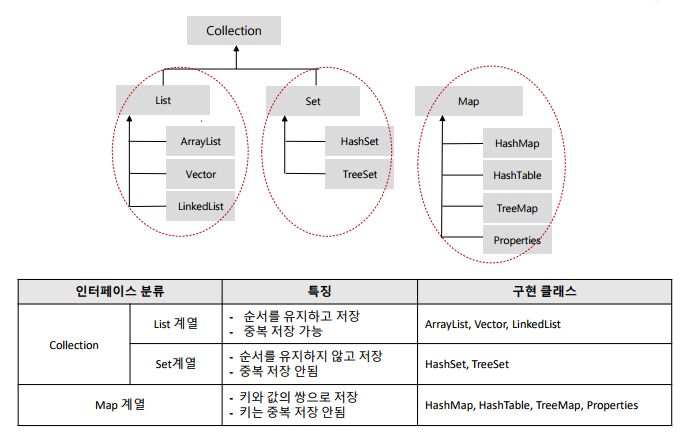 Collection
List
Set
Map
ArrayList
HashSet
HashMap
Vector
TreeSet
HashTable
LinkedList
TreeMap
Properties
인터페이스 분류
특징
구현 클래스
Collection
List 계열
- 순서를 유지하고 저장
- 중복 저장 가능
ArrayList, Vector, LinkedList
Set계열
- 순서를 유지하지 않고 저장
- 중복 저장 안됨
HashSet, TreeSet
Map 계열
- 키와 값의 쌍으로 저장
- 키는 중복 저장 안됨
HashMap, HashTable, TreeMap, Properties